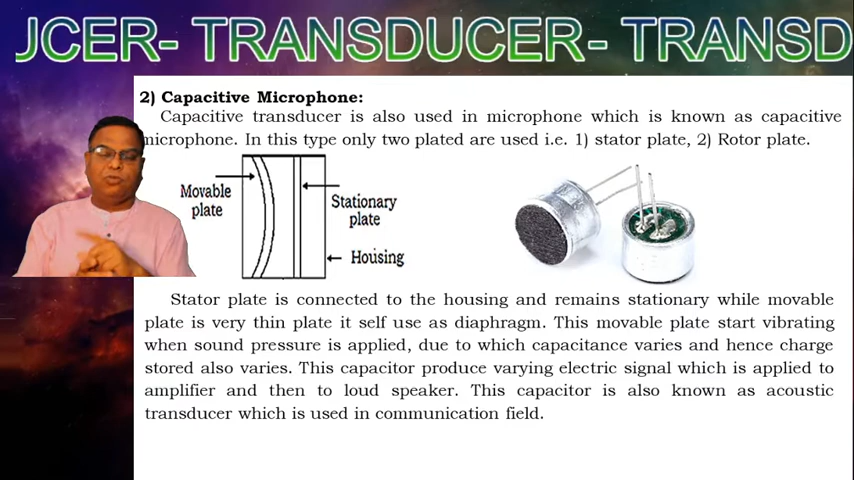 JCER- TRANSDUCER- TRANSD
2) Capacitive Microphone:
Capacitive transducer is also used in microphone which is known as capacitive
microphone. In this type only two plated are used i.e. 1) stator plate, 2) Rotor plate.
Movable
plate
Stationary
plate
Housing
Stator plate is connected to the housing and remains stationary while movable
plate is very thin plate it self use as diaphragm. This movable plate start vibrating
when sound pressure is applied, due to which capacitance varies and hence charge
stored also varies. This capacitor produce varying electric signal which is applied to
amplifier and then to loud speaker. This capacitor is also known as acoustic
transducer which is used in communication field.